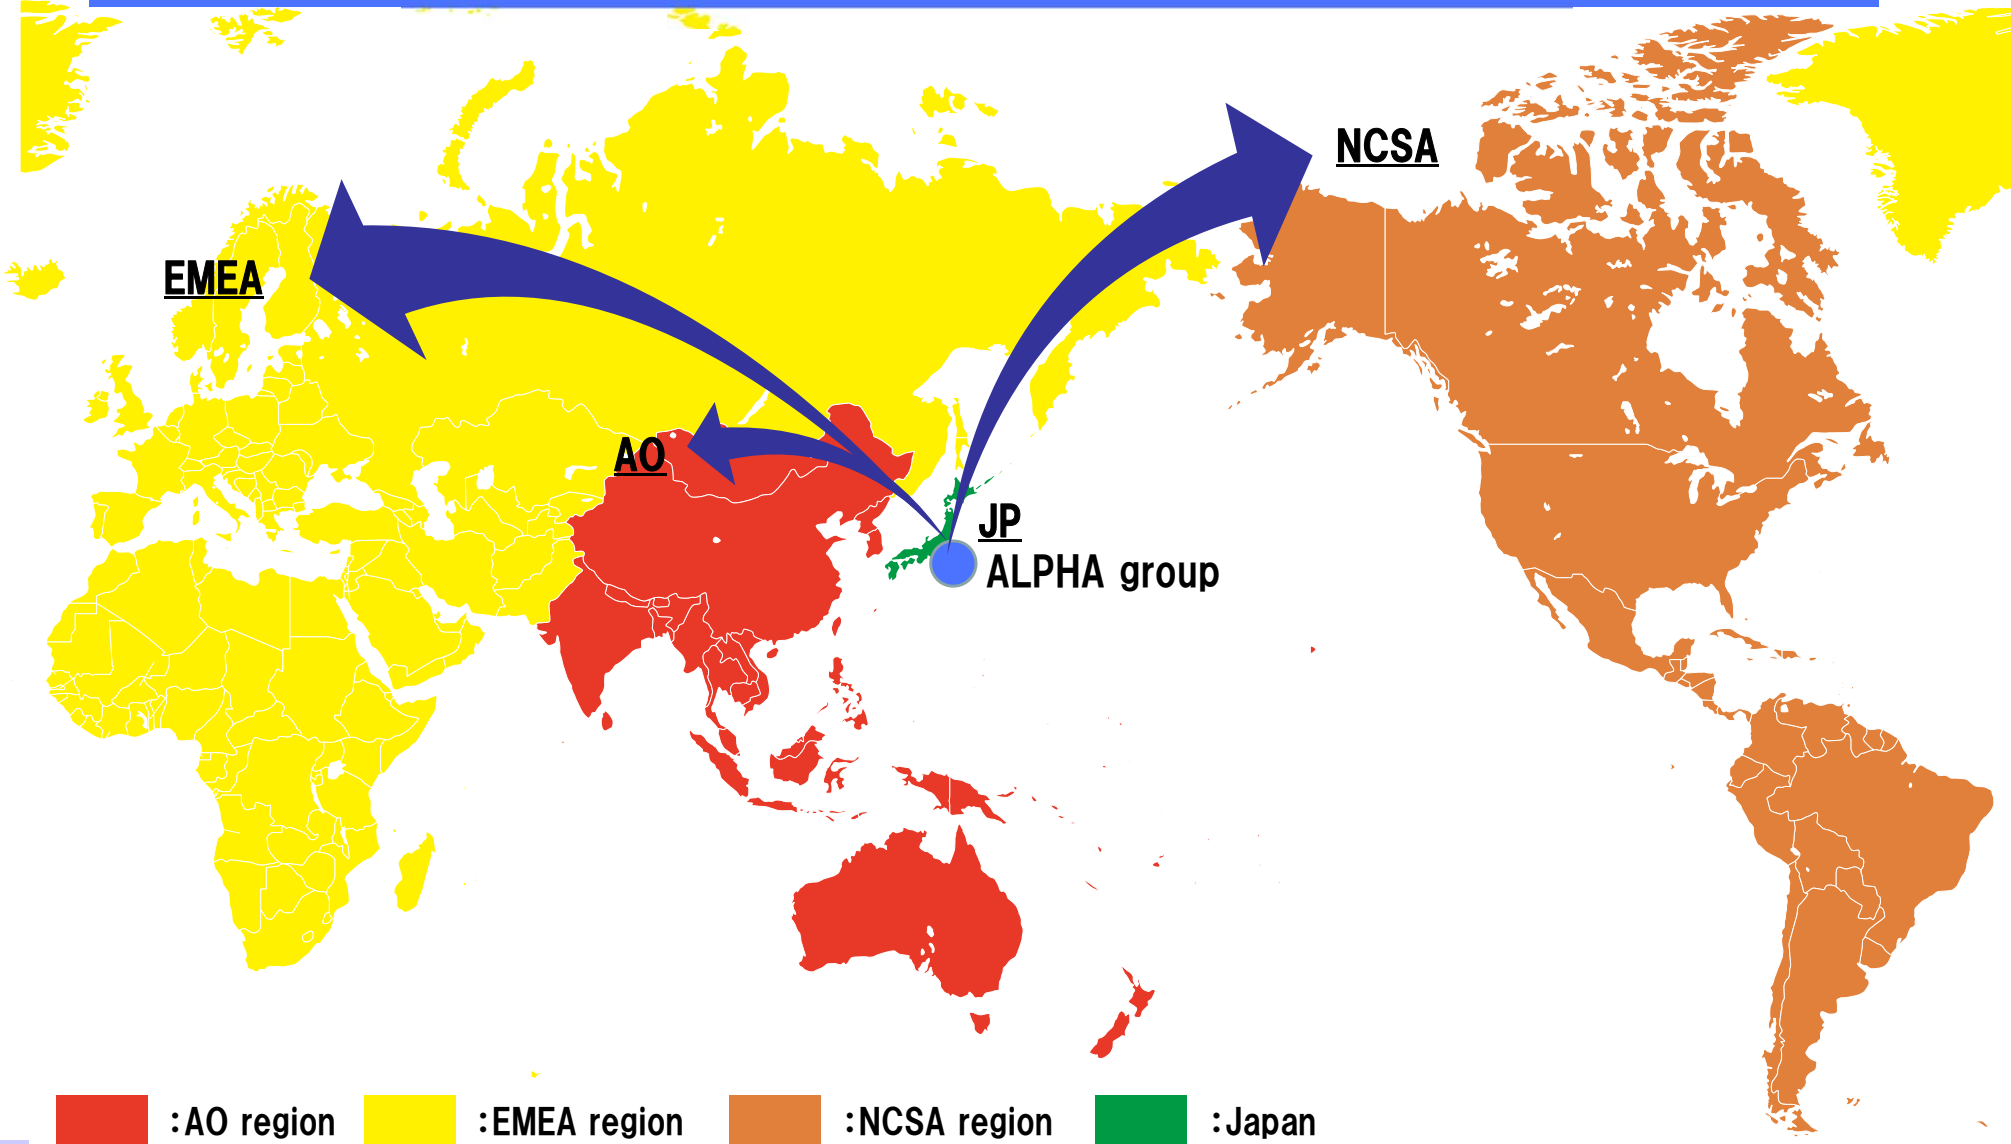 NCSA
EMEA
AO
JP
ALPHA group
:AO region
:EMEA region
:NCSA region
:Japan